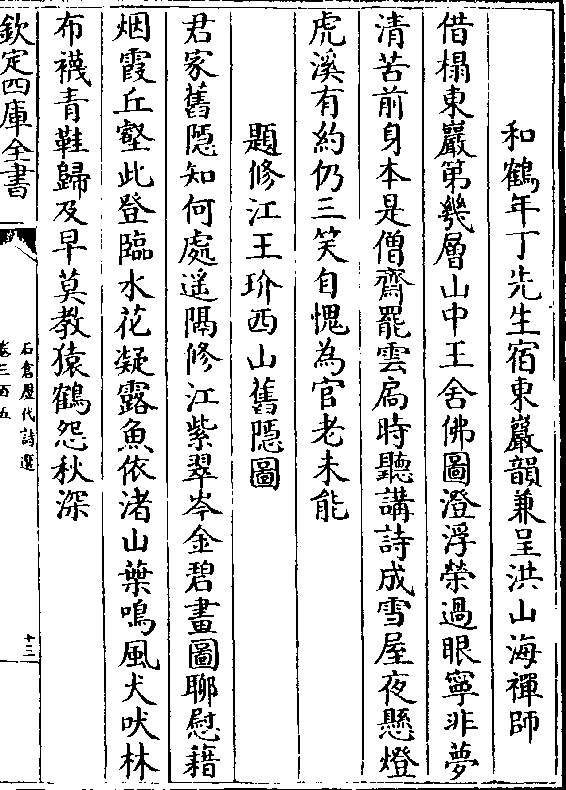 和鶴年丁先生宿東巖韻兼呈洪山海禪師
借榻東巖第幾層山中王舍佛圖澄浮榮過眼寧非夢
清苦前身本是僧齋罷雲扄時聽講詩成雪屋夜懸燈
虎溪有約仍三笑自愧為官老未能
題修江王玠西山舊隠圖
君家舊隠知何處遥隔修江紫翠岑金碧畫圖聊慰藉
烟霞丘壑此登臨水花凝露魚依渚山葉鳴風犬吠林
布襪青鞋歸及早莫教猿鶴怨秋深
欽定四庫全書
石倉歴代詩選
卷三百五
十三